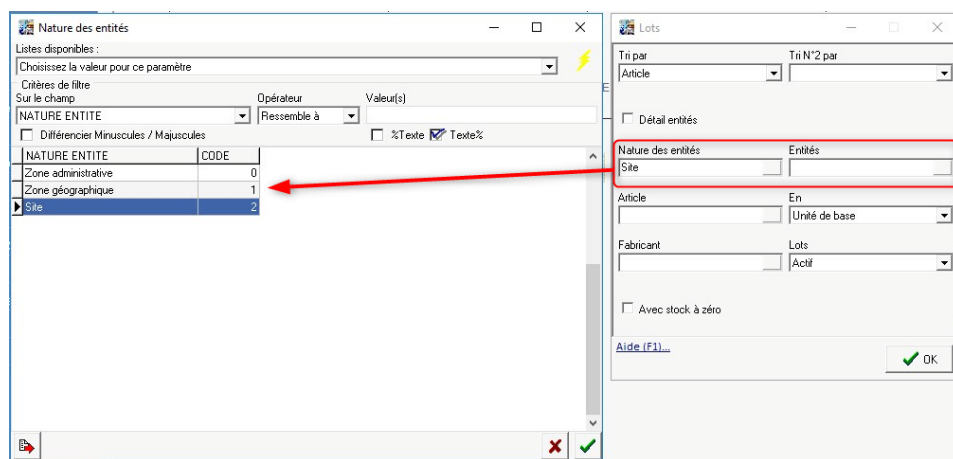 Nature des entités
Listes disponibles :
Choisissez la valeur pour ce paramètre
Critères de filtre
Sur le champ Opérateur Valeur(s)
NATURE ENTITE Ressemble à
Différencier Minuscules / Majuscules %Texte Texte%
NATURE ENTITE CODE
Zone administrative 0
Zone géographique 1
Site 2
Lots
Tri par Tri N°2 par
Article
Détail entités
Nature des entités Entités
Site
Article En
Unité de base
Fabricant Lots
Actif
Avec stock à zéro
Aide (F1)...
OK